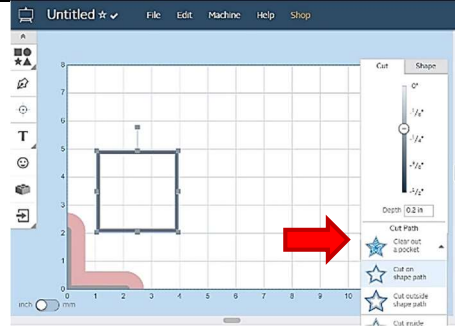 Untitled
File Edit Machine Help Shop
Cut Shape
0"
Depth 0.2 in
Cut Path
Clear out
a pocket
Cut on
shape path
Cut outside
shape path
Cut inside
T
8
7
6
5
4
3
2
1
0
0 1 2 3 4 5 6 7 8 9 10
inch mm